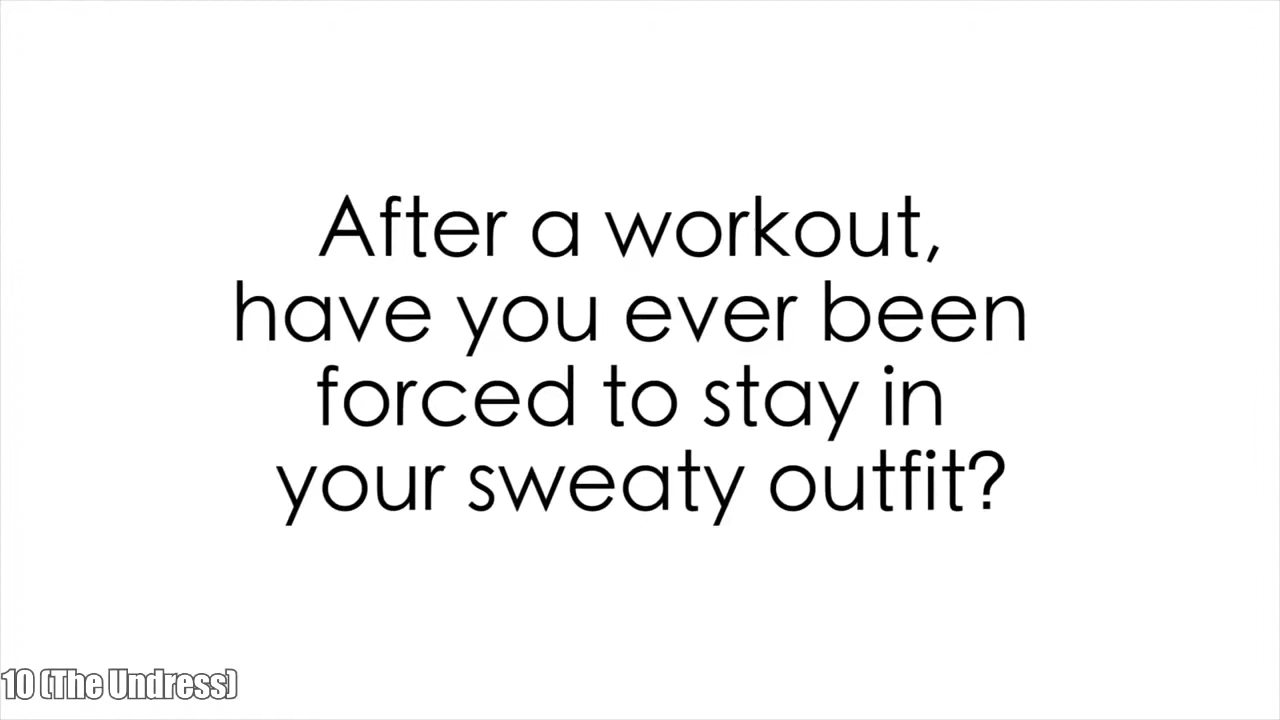 After a workout,
have you ever been
forced to stay in
your sweaty outfit?
10 (The Undress)